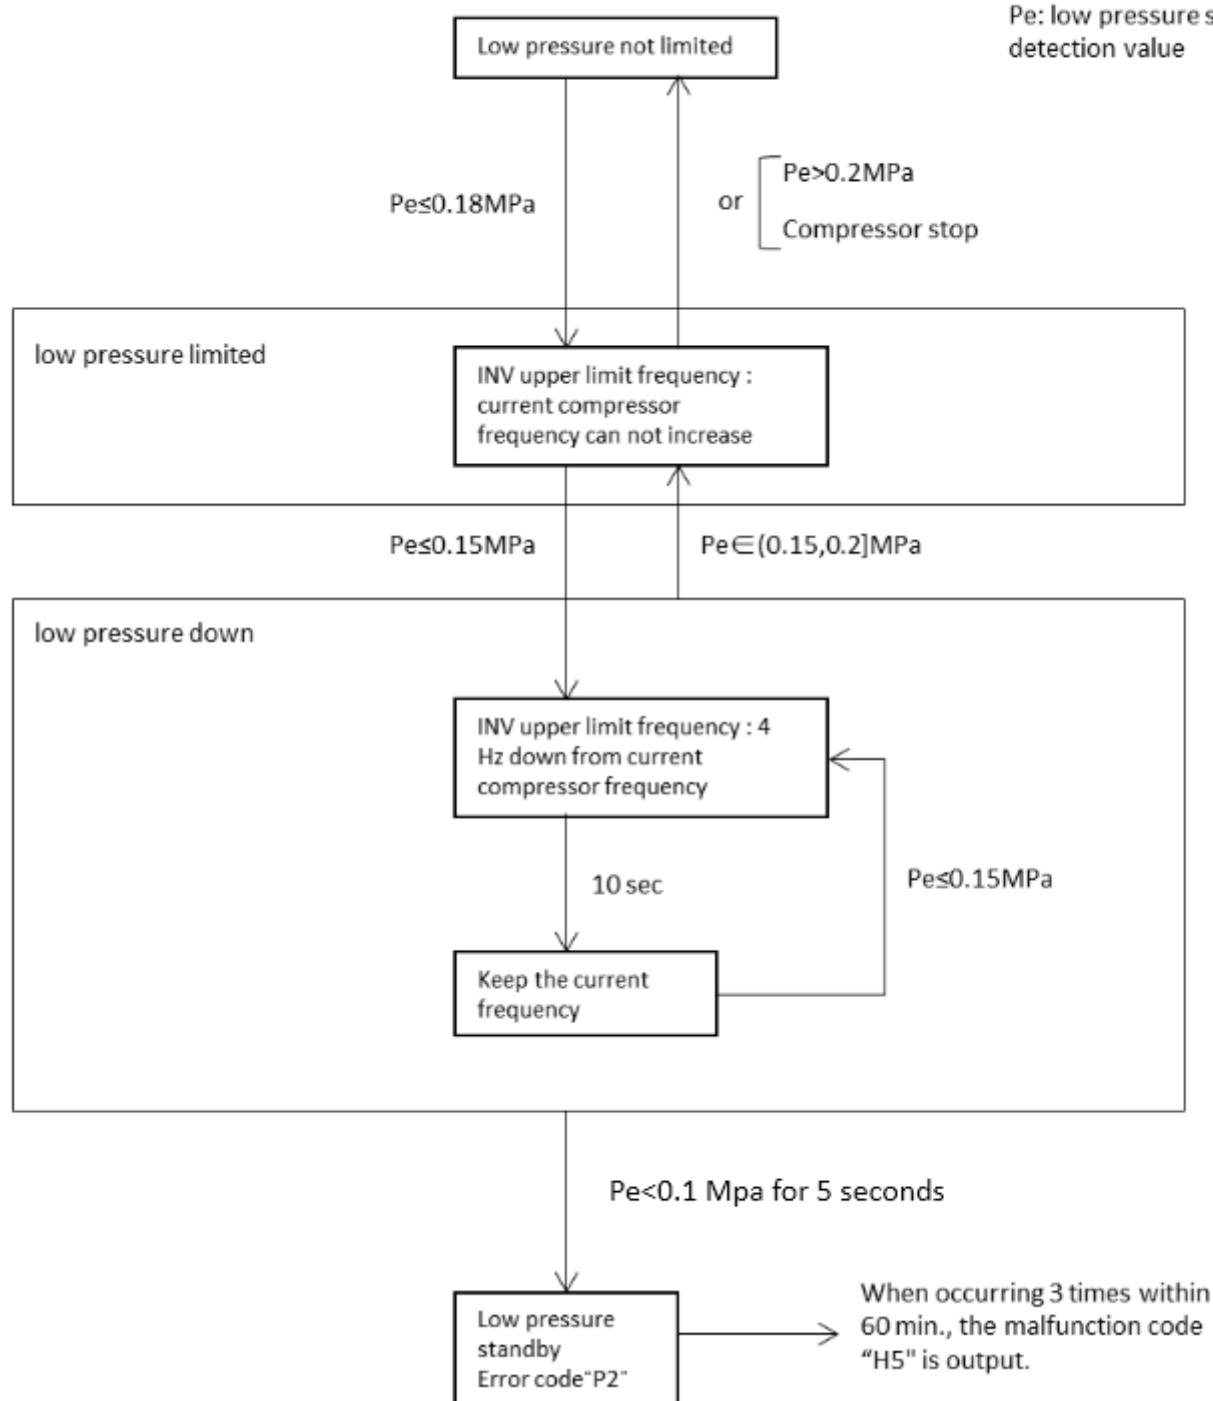 Pe: low pressure s
detection value
Low pressure not limited
Pe≤0.18MPa
or
Pe>0.2MPa
Compressor stop
low pressure limited
INV upper limit frequency :
current compressor
frequency can not increase
Pe≤0.15MPa
Pe∈(0.15,0.2]MPa
low pressure down
INV upper limit frequency : 4
Hz down from current
compressor frequency
10 sec
Pe≤0.15MPa
Keep the current
frequency
Pe<0.1 Mpa for 5 seconds
Low pressure
standby
Error code"P2"
When occurring 3 times within
60 min., the malfunction code
“H5" is output.